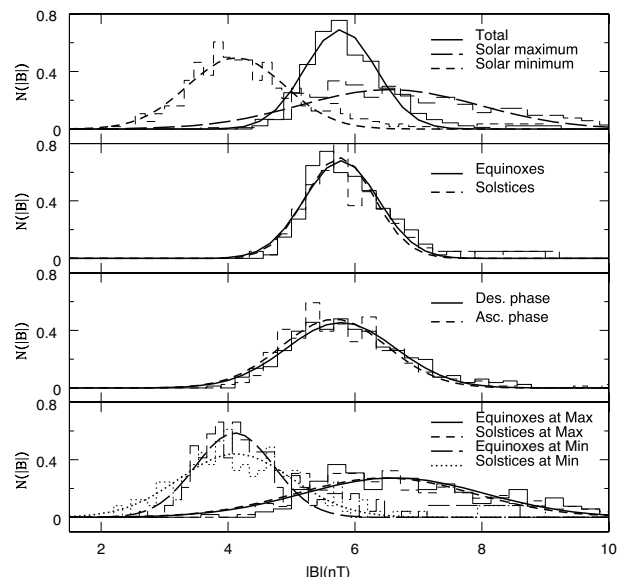 0.8
Total
Solar maximum
Solar minimum
N(|B|)
0.4
0
0.8
Equinoxes
Solstices
N(|B|)
0.4
0
0.8
Des. phase
Asc. phase
N(|B|)
0.4
0
0.8
Equinoxes at Max
Solstices at Max
Equinoxes at Min
Solstices at Min
N(|B|)
0.4
0
2 4 6 8 10
|B|(nT)